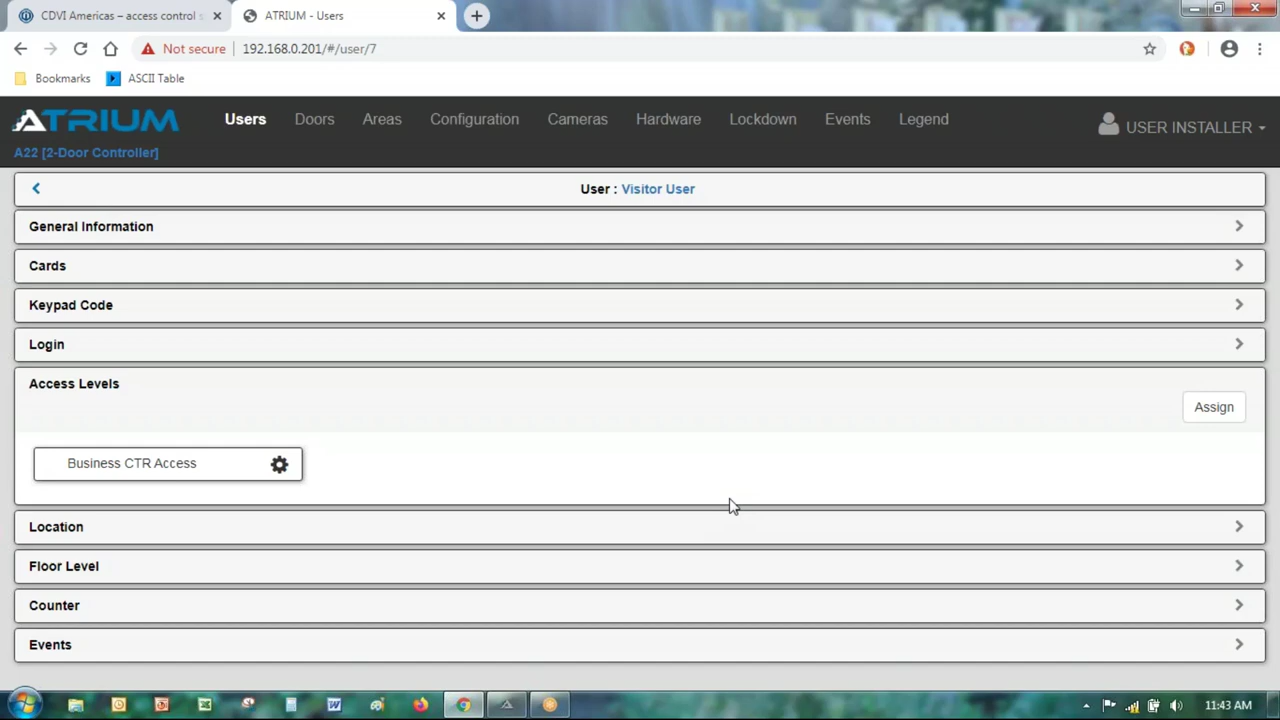 CDVI Americas – access control s
ATRIUM - Users
Not secure
192.168.0.201/#/user/7
Bookmarks
ASCII Table
ATRIUM
Users
Doors
Areas
Configuration
Cameras
Hardware
Lockdown
Events
Legend
USER INSTALLER
A22 [2-Door Controller]
User : Visitor User
General Information
Cards
Keypad Code
Login
Access Levels
Assign
Business CTR Access
Location
Floor Level
Counter
Events
11:43 AM